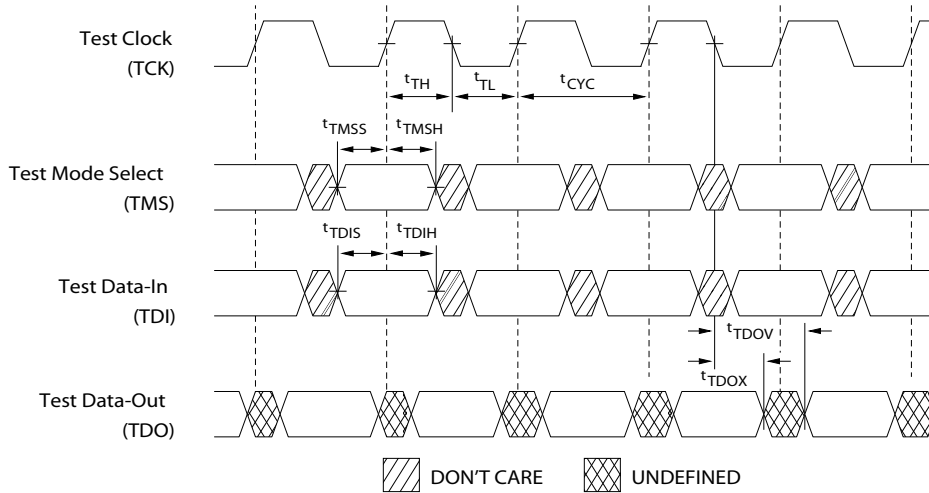 Test Clock
(TCK)
tTH
tTL
tCYC
tTMSS
tTMSH
Test Mode Select
(TMS)
tTDIS
tTDIH
Test Data-In
(TDI)
tTDOV
tTDOX
Test Data-Out
(TDO)
DON'T CARE
UNDEFINED